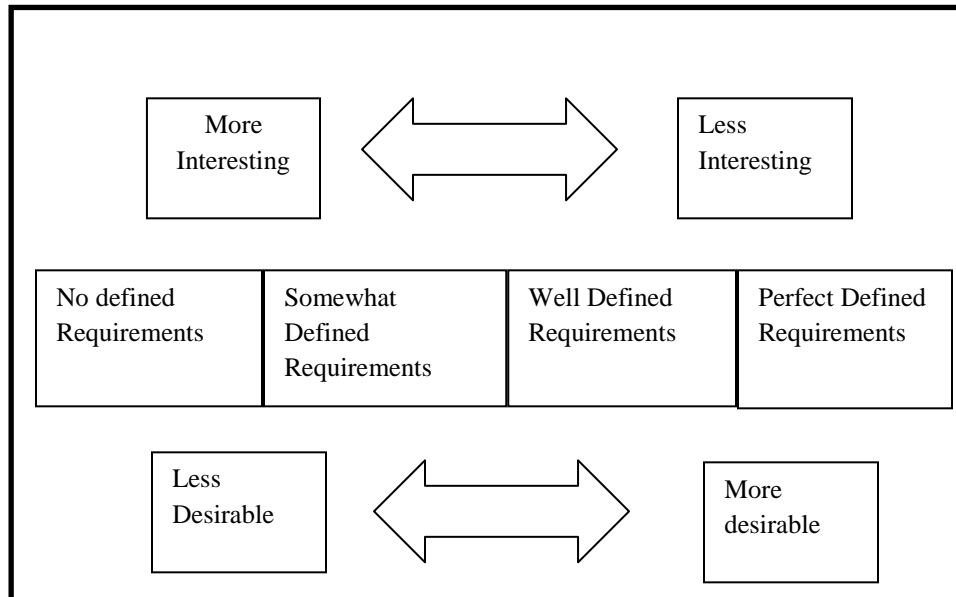 More
Interesting
Less
Interesting
No defined
Requirements
Somewhat
Defined
Requirements
Well Defined
Requirements
Perfect Defined
Requirements
Less
Desirable
More
desirable